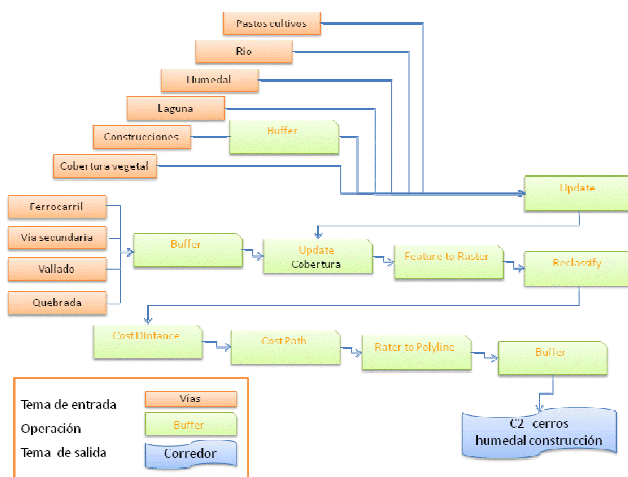 Pastos cultivos
Rio
Humedal
Laguna
Construcciones
Buffer
Cobertura vegetal
Update
Ferrocarril
Vía secundaria
Vallado
Quebrada
Buffer
Update
Cobertura
Feature to Raster
Reclassify
Cost Distance
Cost Path
Rater to Polyline
Buffer
Tema de entrada
Vías
Operación
Buffer
Tema de salida
Corredor
C2 cerros
humedal construcción